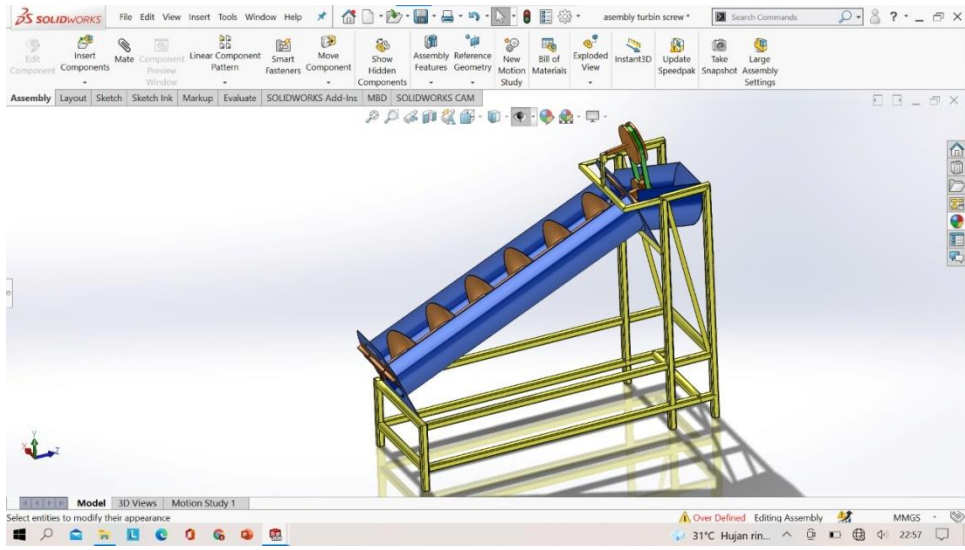 SOLIDWORKS File Edit View Insert Tools Window Help asembly turbin screw * Search Commands
Edit Component
Insert Components
Mate
Component Preview Window
Linear Component Pattern
Smart Fasteners
Move Component
Show Hidden Components
Assembly Features
Reference Geometry
New Motion Study
Bill of Materials
Exploded View
Instant3D
Update Speedpak
Take Snapshot
Large Assembly Settings
Assembly Layout Sketch Sketch Ink Markup Evaluate SOLIDWORKS Add-Ins MBD SOLIDWORKS CAM
Y
X
Z
Model 3D Views Motion Study 1
Select entities to modify their appearance Over Defined Editing Assembly MMGS
31°C Hujan rin... 22:57